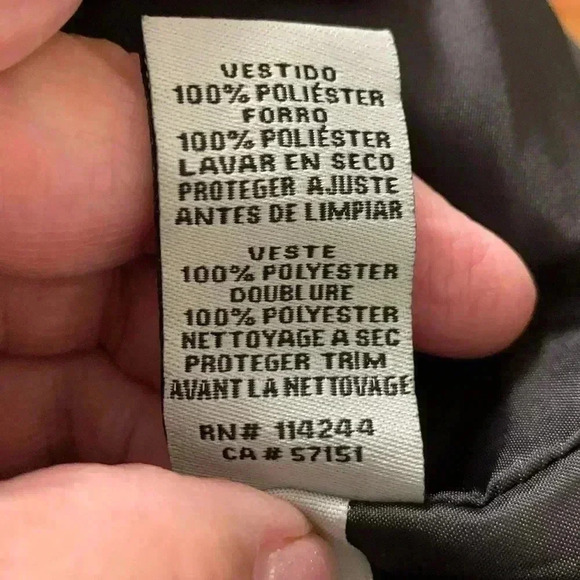 VESTIDO
100% POLIÉSTER
FORRO
100% POLIÉSTER
LAVAR EN SECO
PROTEGER AJUSTE
ANTES DE LIMPIAR
VESTE
100% POLYESTER
DOUBLURE
100% POLYESTER
NETTOYAGE A SEC
PROTEGER TRIM
AVANT LA NETTOYAGE
RN# 114244
CA # 57151